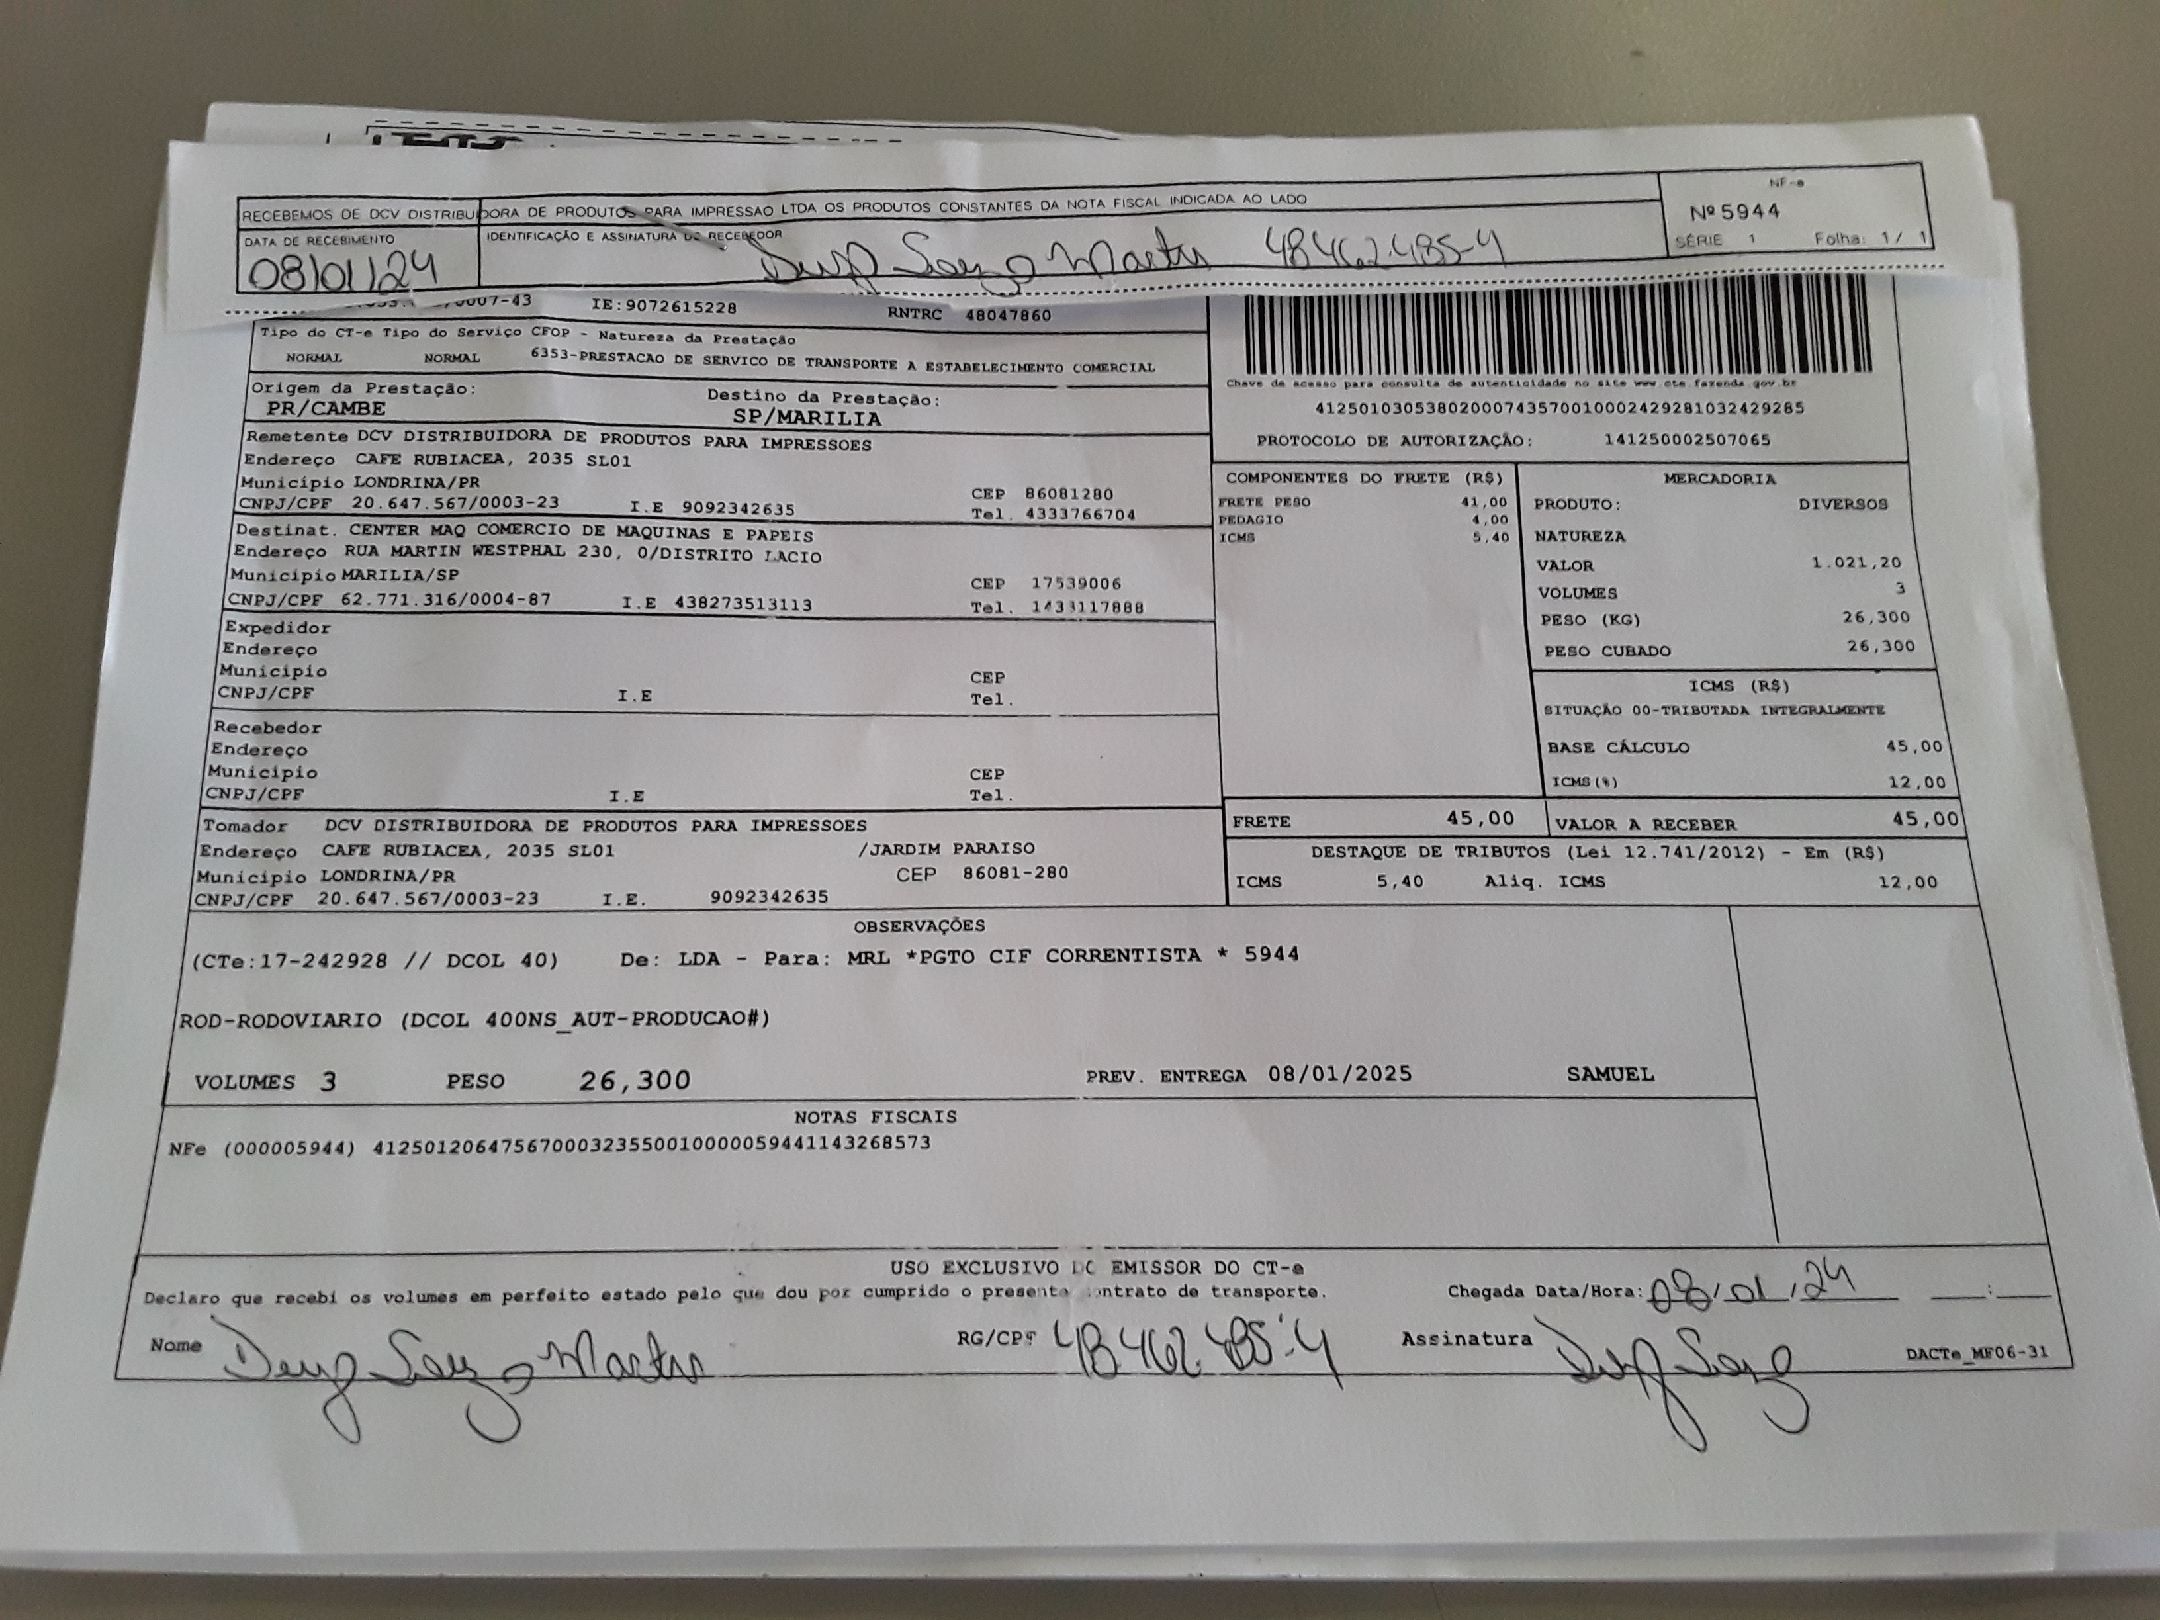 RECEBEMOS DE DCV DISTRIBUIDORA DE PRODUTOS PARA IMPRESSAO LTDA OS PRODUTOS CONSTANTES DA NOTA FISCAL INDICADA AO LADO
NF-e
Nº 5944
SÉRIE 1 Folha: 1/ 1
DATA DE RECEBIMENTO
08/01/24
IDENTIFICAÇÃO E ASSINATURA DO RECEBEDOR
48462485-4
0007-43 IE:9072615228 RNTRC 48047860
Tipo do CT-e Tipo do Serviço CFOP - Natureza da Prestação
NORMAL NORMAL 6353-PRESTACAO DE SERVICO DE TRANSPORTE A ESTABELECIMENTO COMERCIAL
Origem da Prestação: Destino da Prestação:
PR/CAMBE SP/MARILIA
Chave de acesso para consulta de autenticidade no site www.cte.fazenda.gov.br
41250103053802000743570010002429281032429285
PROTOCOLO DE AUTORIZAÇÃO: 141250002507065
Remetente DCV DISTRIBUIDORA DE PRODUTOS PARA IMPRESSOES
Endereço CAFE RUBIACEA, 2035 SL01
Município LONDRINA/PR CEP 86081280
CNPJ/CPF 20.647.567/0003-23 I.E 9092342635 Tel. 4333766704
Destinat. CENTER MAQ COMERCIO DE MAQUINAS E PAPEIS
Endereço RUA MARTIN WESTPHAL 230, 0/DISTRITO LACIO
Município MARILIA/SP CEP 17539006
CNPJ/CPF 62.771.316/0004-87 I.E 438273513113 Tel. 1433117888
Expedidor
Endereço
Município CEP
CNPJ/CPF I.E Tel.
Recebedor
Endereço
Município CEP
CNPJ/CPF I.E Tel.
Tomador DCV DISTRIBUIDORA DE PRODUTOS PARA IMPRESSOES
Endereço CAFE RUBIACEA, 2035 SL01 /JARDIM PARAISO
Município LONDRINA/PR CEP 86081-280
CNPJ/CPF 20.647.567/0003-23 I.E. 9092342635
COMPONENTES DO FRETE (R$)
FRETE PESO 41,00
PEDAGIO 4,00
ICMS 5,40
MERCADORIA
PRODUTO: DIVERSOS
NATUREZA
VALOR 1.021,20
VOLUMES 3
PESO (KG) 26,300
PESO CUBADO 26,300
ICMS (R$)
SITUAÇÃO 00-TRIBUTADA INTEGRALMENTE
BASE CÁLCULO 45,00
ICMS(%) 12,00
FRETE 45,00 VALOR A RECEBER 45,00
DESTAQUE DE TRIBUTOS (Lei 12.741/2012) - Em (R$)
ICMS 5,40 Aliq. ICMS 12,00
OBSERVAÇÕES
(CTe:17-242928 // DCOL 40) De: LDA - Para: MRL *PGTO CIF CORRENTISTA * 5944
ROD-RODOVIARIO (DCOL 400NS_AUT-PRODUCAO#)
VOLUMES 3 PESO 26,300 PREV. ENTREGA 08/01/2025 SAMUEL
NOTAS FISCAIS
NFe (000005944) 41250120647567000323550010000059441143268573
USO EXCLUSIVO DO EMISSOR DO CT-e
Declaro que recebi os volumes em perfeito estado pelo que dou por cumprido o presente contrato de transporte. Chegada Data/Hora: 08/01/24 :
Nome RG/CPF 48462485-4 Assinatura
DACTe_MF06-31